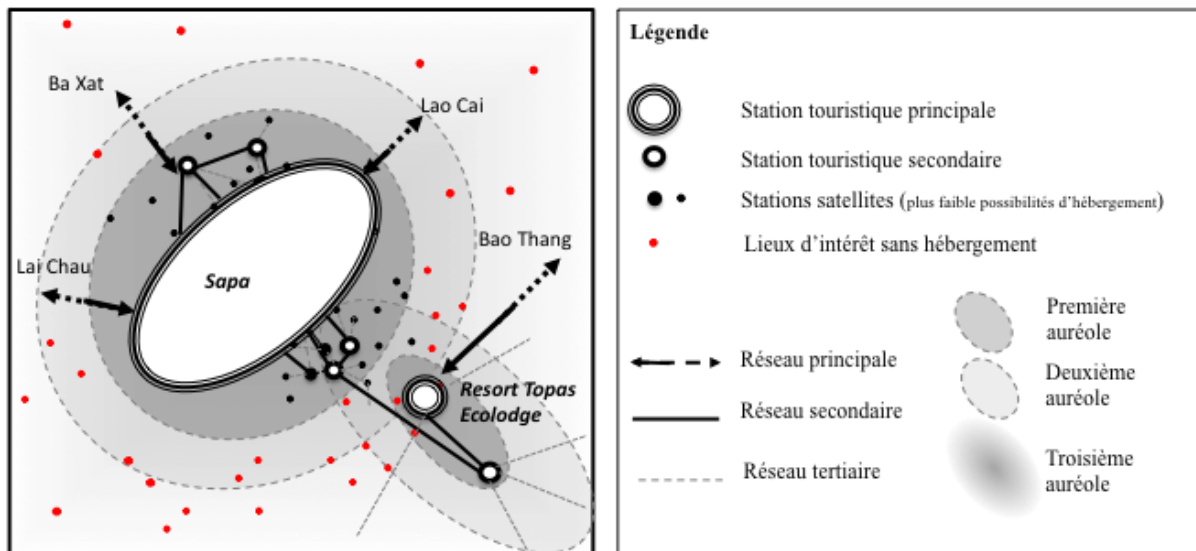 Ba Xat
Lao Cai
Bao Thang
Lai Chau
Sapa
Resort Topas
Ecolodge
Légende
Station touristique principale
Station touristique secondaire
Stations satellites (plus faible possibilités d'hébergement)
Lieux d'intérêt sans hébergement
Première
auréole
Réseau principale
Deuxième
auréole
Réseau secondaire
Réseau tertiaire
Troisième
auréole